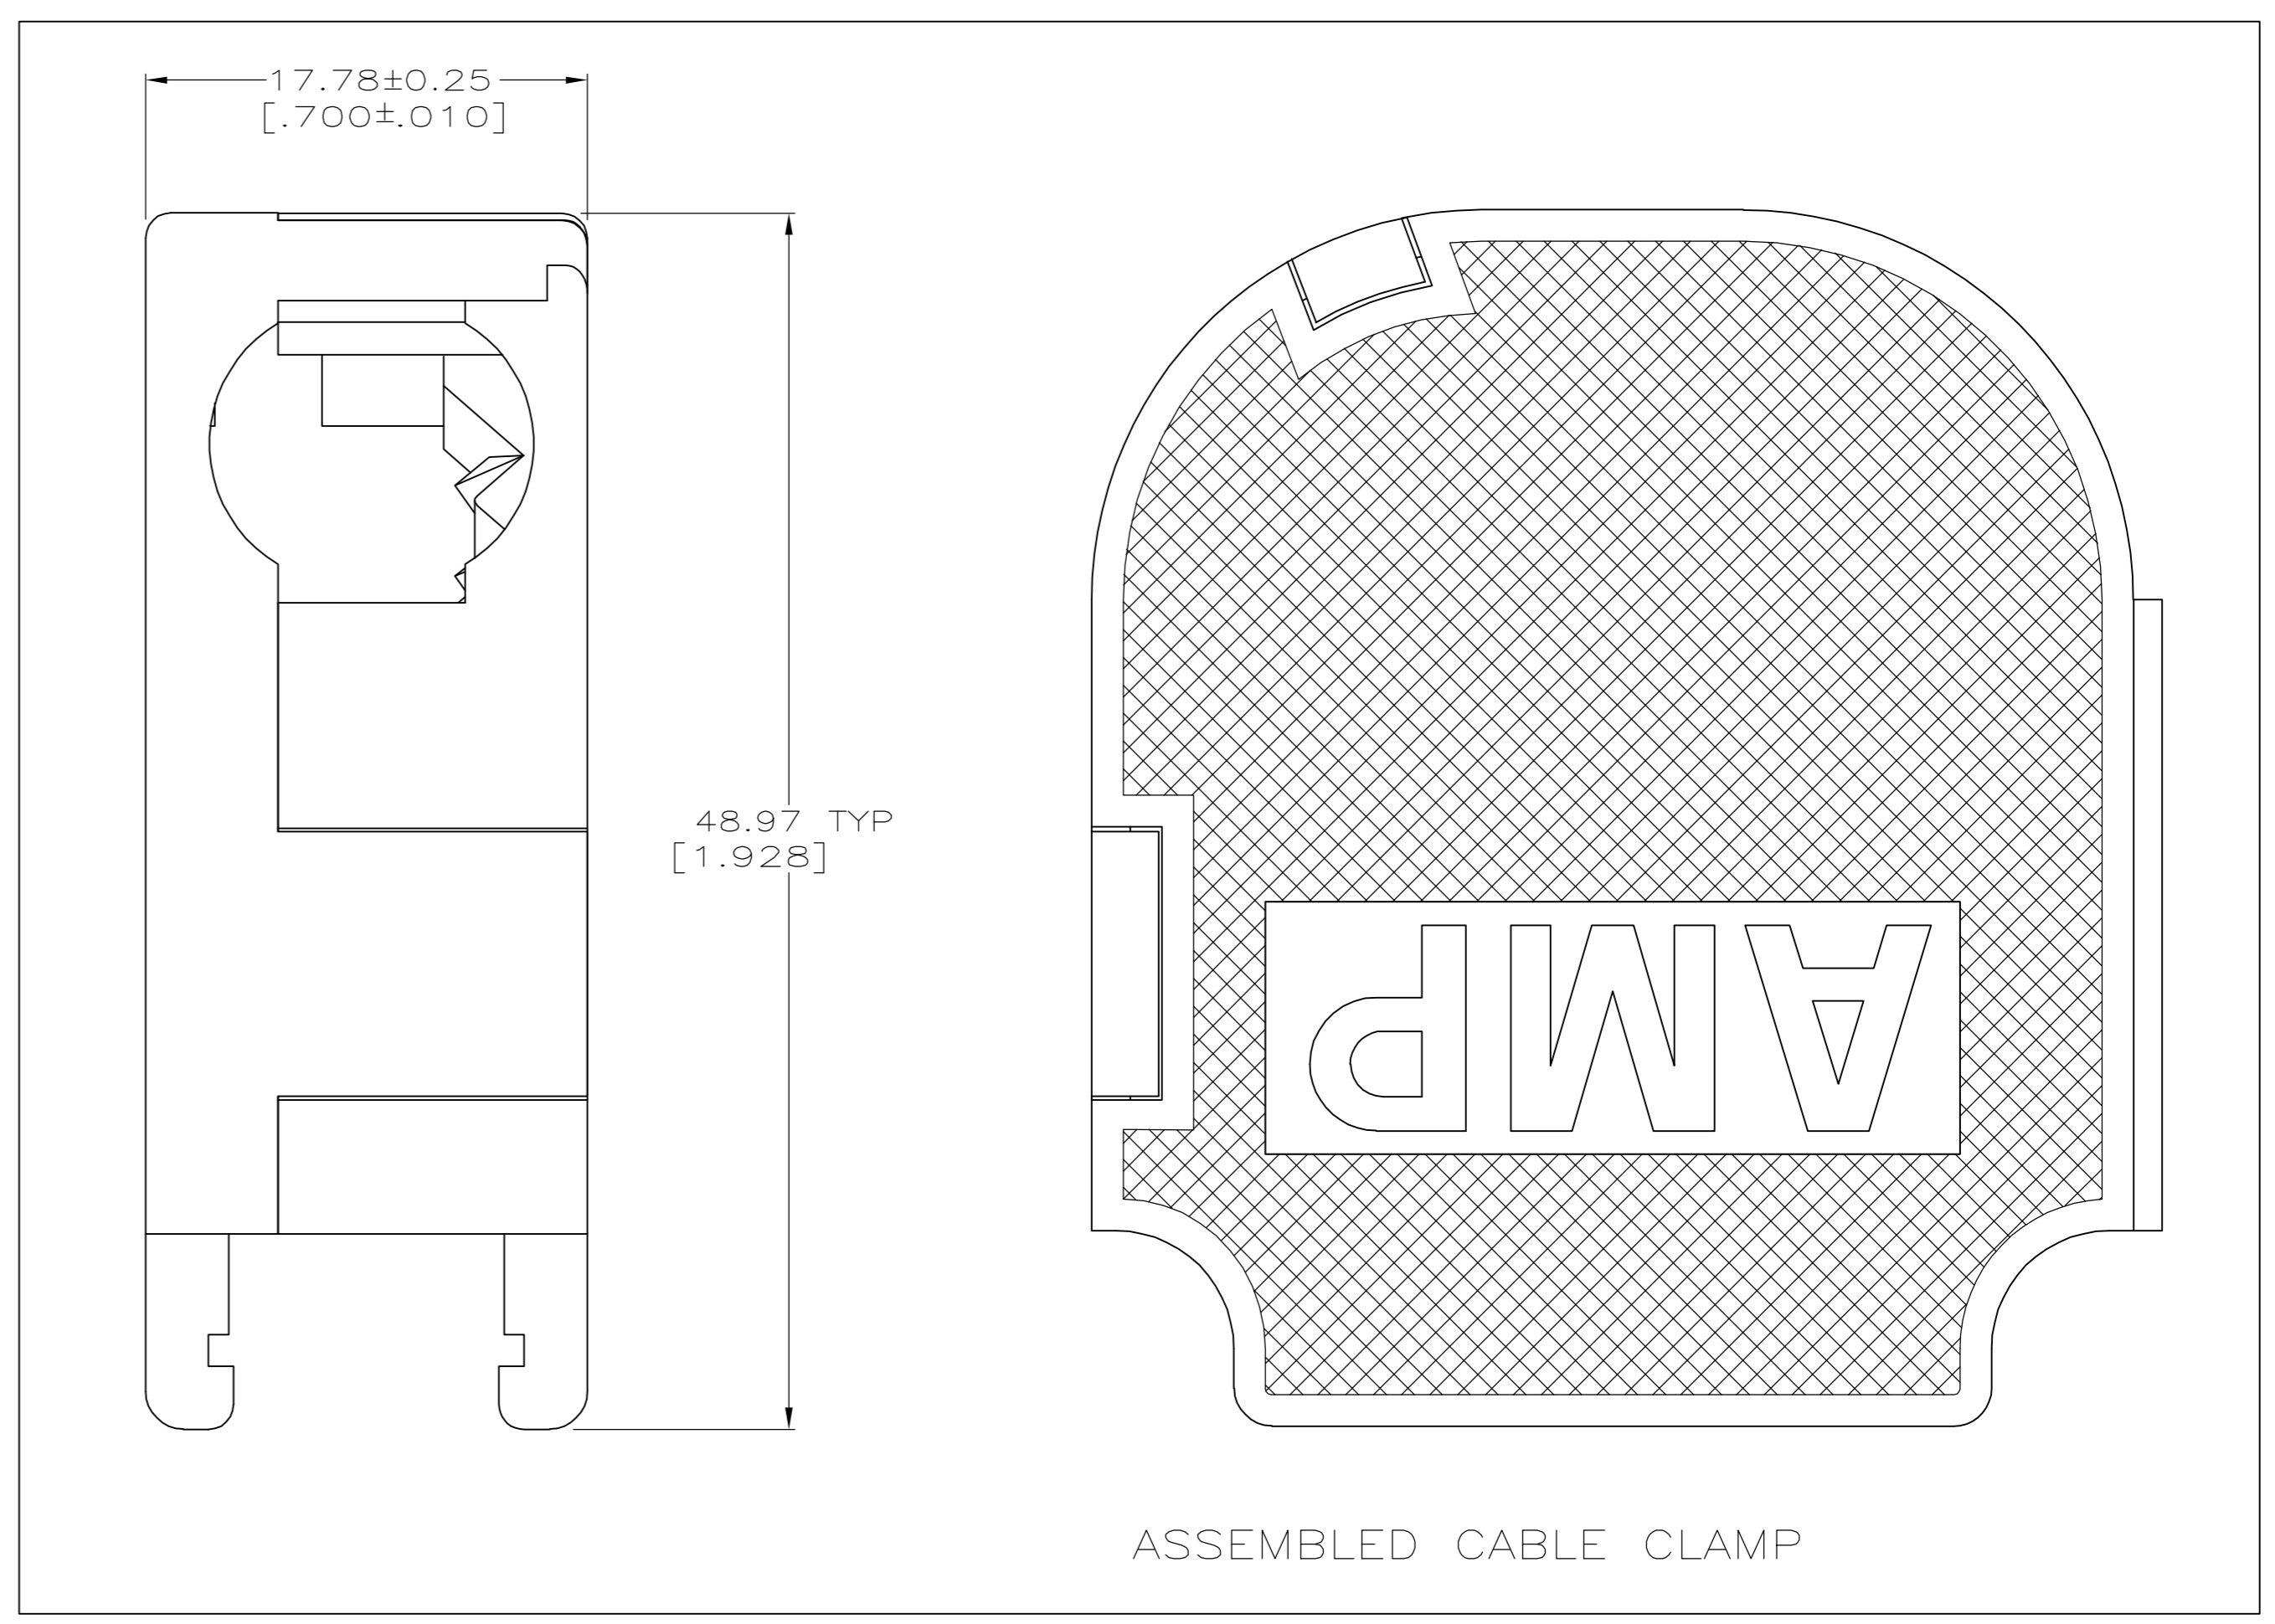 17.78±0.25
[.700±.010]
48.97 TYP
[1.928]
AMP
ASSEMBLED CABLE CLAMP